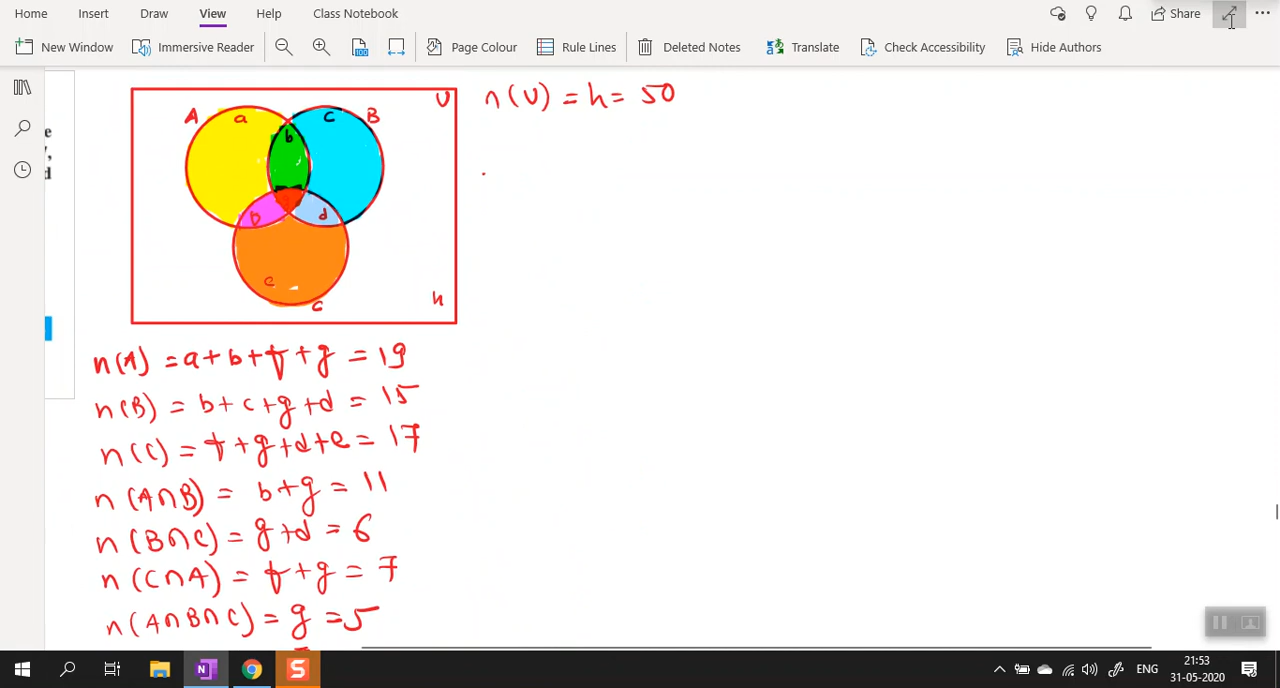 Home Insert Draw View Help Class Notebook Share
New Window Immersive Reader 100 Page Colour Rule Lines Deleted Notes Translate Check Accessibility Hide Authors
e
,
d
U
A a b c B
D d
e
c
h
n(U) = h = 50
n(A) = a+b+f+g = 19
n(B) = b+c+g+d = 15
n(C) = f+g+d+e = 17
n(A∩B) = b+g = 11
n(B∩C) = g+d = 6
n(C∩A) = f+g = 7
n(A∩B∩C) = g = 5
ENG
21:53
31-05-2020